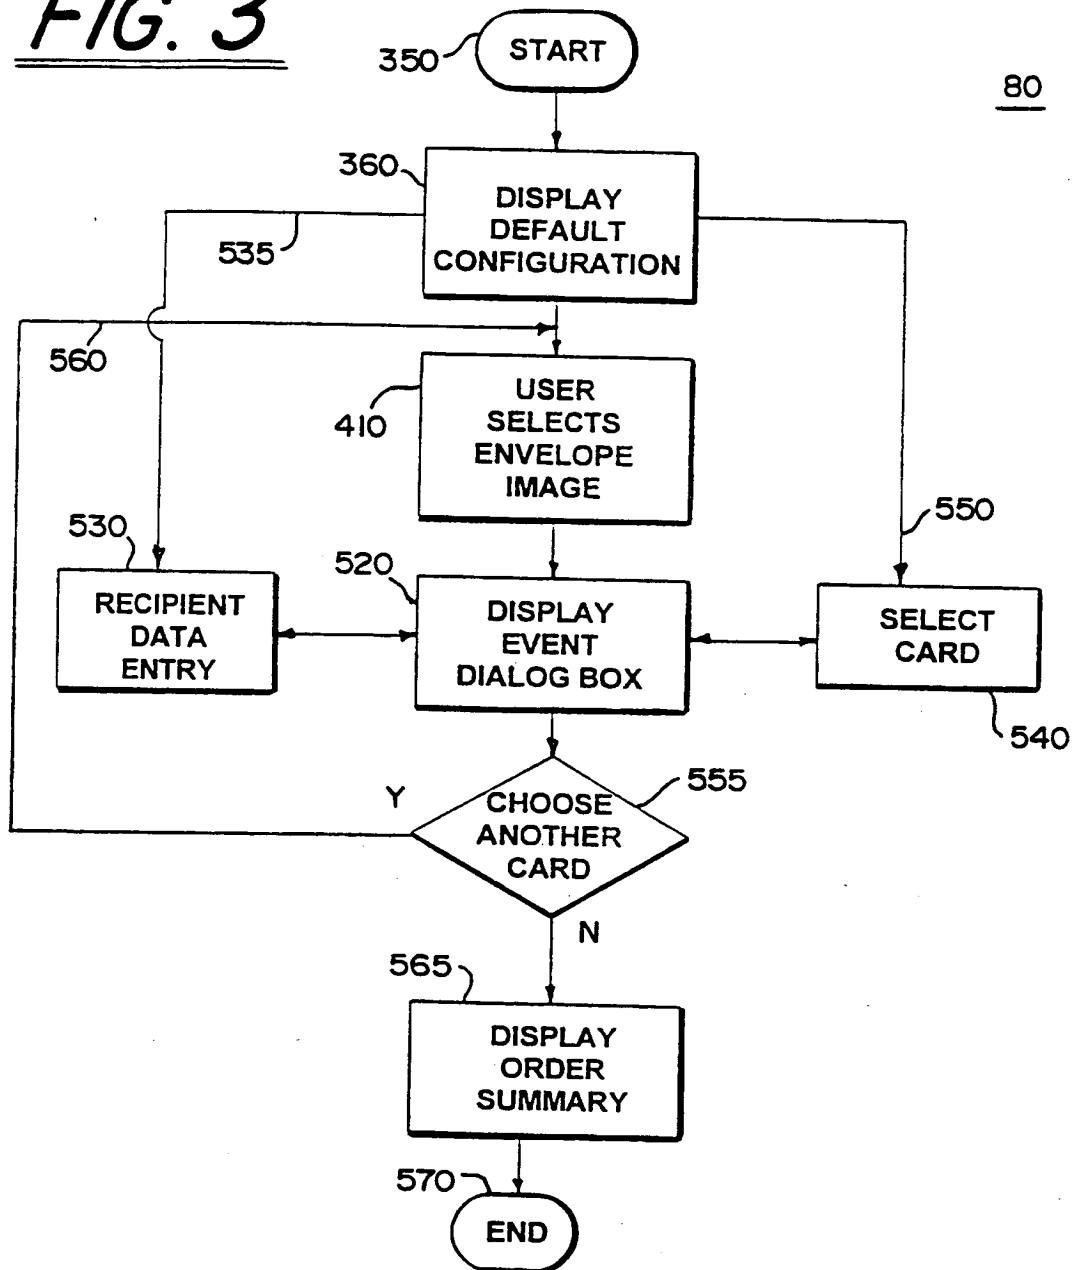 FIG. 3
350
START
80
360
DISPLAY
DEFAULT
CONFIGURATION
535
560
410
USER
SELECTS
ENVELOPE
IMAGE
550
530
RECIPIENT
DATA
ENTRY
520
DISPLAY
EVENT
DIALOG BOX
SELECT
CARD
540
555
Y
CHOOSE
ANOTHER
CARD
N
565
DISPLAY
ORDER
SUMMARY
570
END